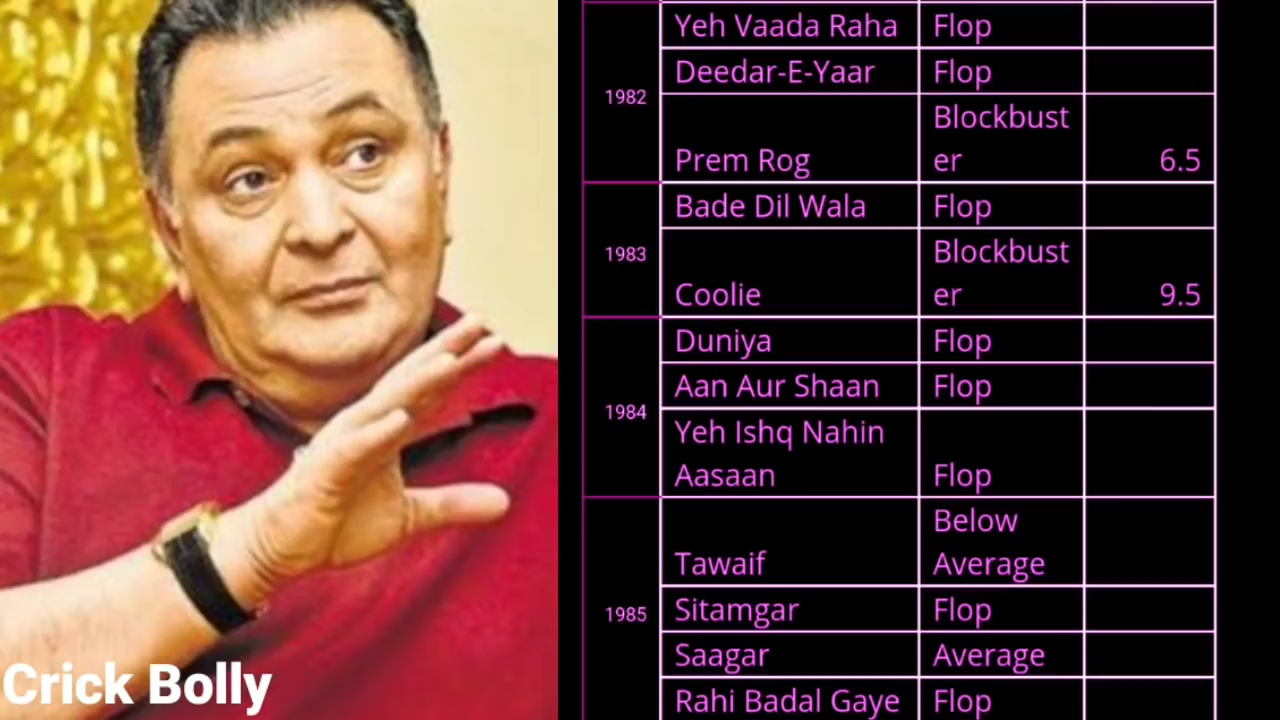 Yeh Vaada Raha Flop
1982
Deedar-E-Yaar Flop
Blockbust
Prem Rog er 6.5
Bade Dil Wala Flop
1983
Blockbust
Coolie er 9.5
Duniya Flop
1984
Aan Aur Shaan Flop
Yeh Ishq Nahin
Aasaan Flop
Below
Tawaif Average
1985
Sitamgar Flop
Saagar Average
Rahi Badal Gaye Flop
Crick Bolly